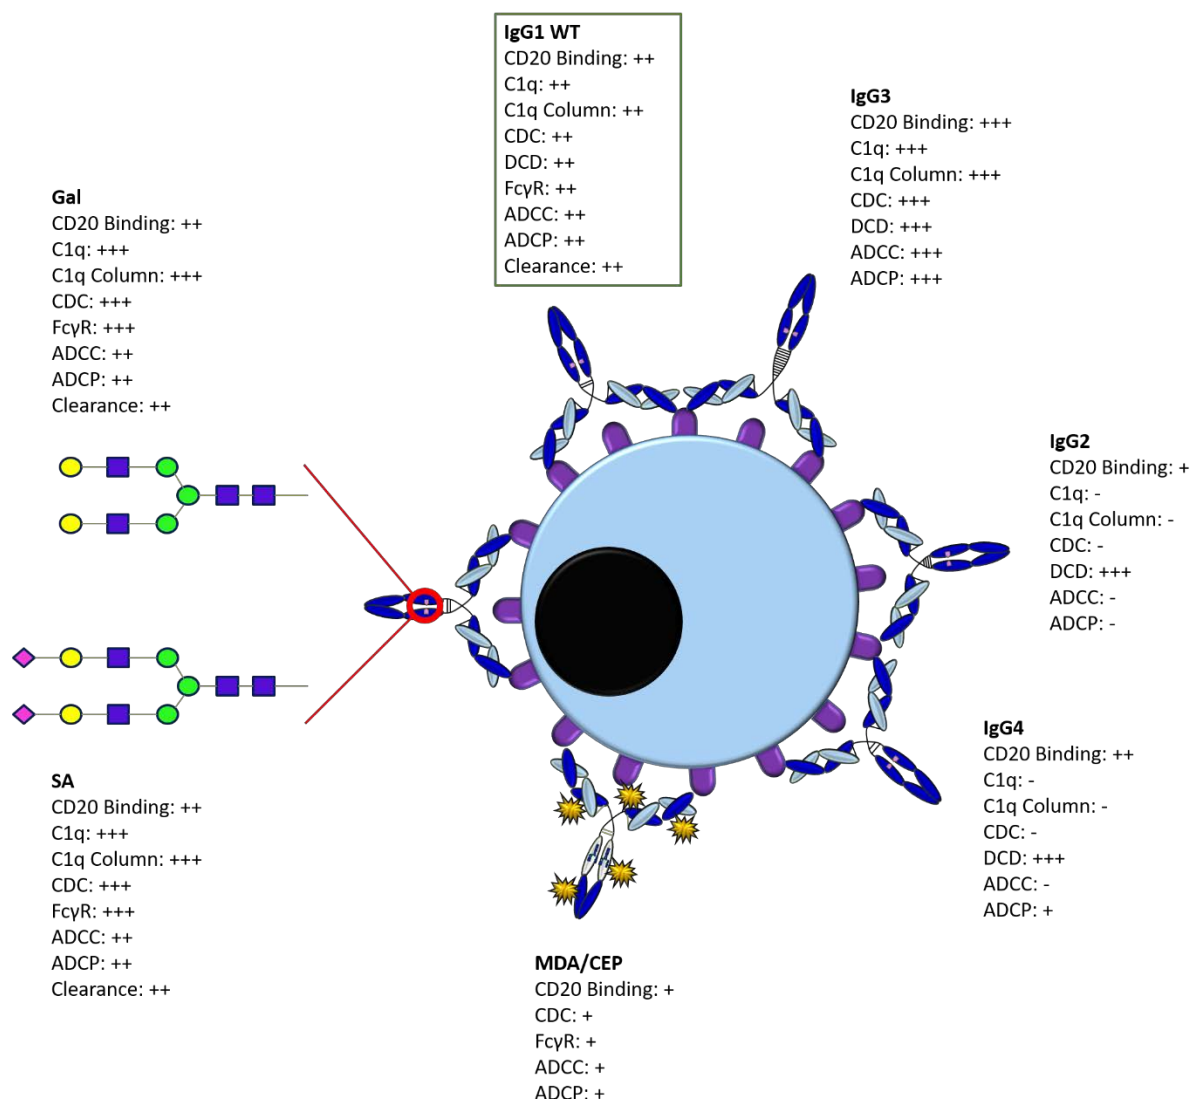 IgG1 WT
CD20 Binding: ++
C1q: ++
C1q Column: ++
CDC: ++
DCD: ++
FcγR: ++
ADCC: ++
ADCP: ++
Clearance: ++
IgG3
CD20 Binding: +++
C1q: +++
C1q Column: +++
CDC: +++
DCD: +++
ADCC: +++
ADCP: +++
Gal
CD20 Binding: ++
C1q: +++
C1q Column: +++
CDC: +++
FcγR: +++
ADCC: ++
ADCP: ++
Clearance: ++
IgG2
CD20 Binding: +
C1q: -
C1q Column: -
CDC: -
DCD: +++
ADCC: -
ADCP: -
IgG4
CD20 Binding: ++
C1q: -
C1q Column: -
CDC: -
DCD: +++
ADCC: -
ADCP: +
SA
CD20 Binding: ++
C1q: +++
C1q Column: +++
CDC: +++
FcγR: +++
ADCC: ++
ADCP: ++
Clearance: ++
MDA/CEP
CD20 Binding: +
CDC: +
FcγR: +
ADCC: +
ADCP: +